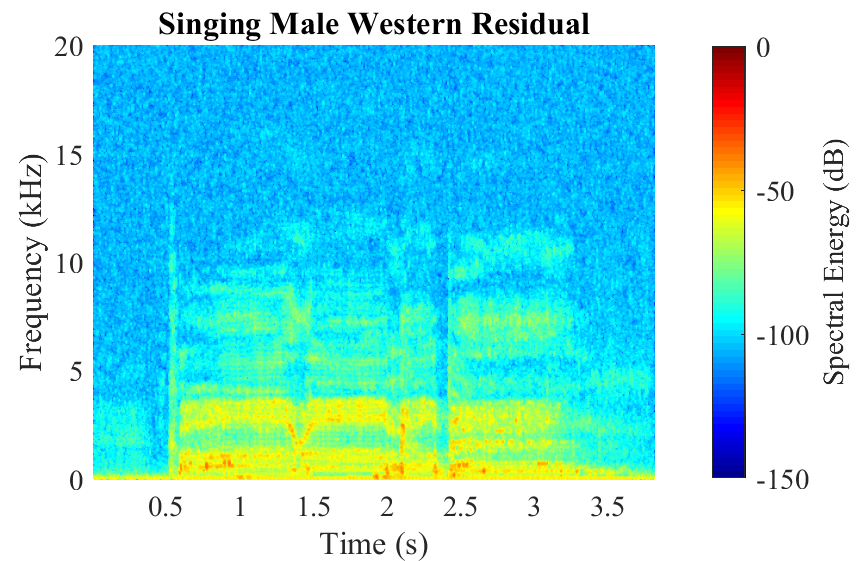 Singing Male Western Residual
20
15
10
5
0
Frequency (kHz)
0.5 1 1.5 2 2.5 3 3.5
Time (s)
0
-50
-100
-150
Spectral Energy (dB)